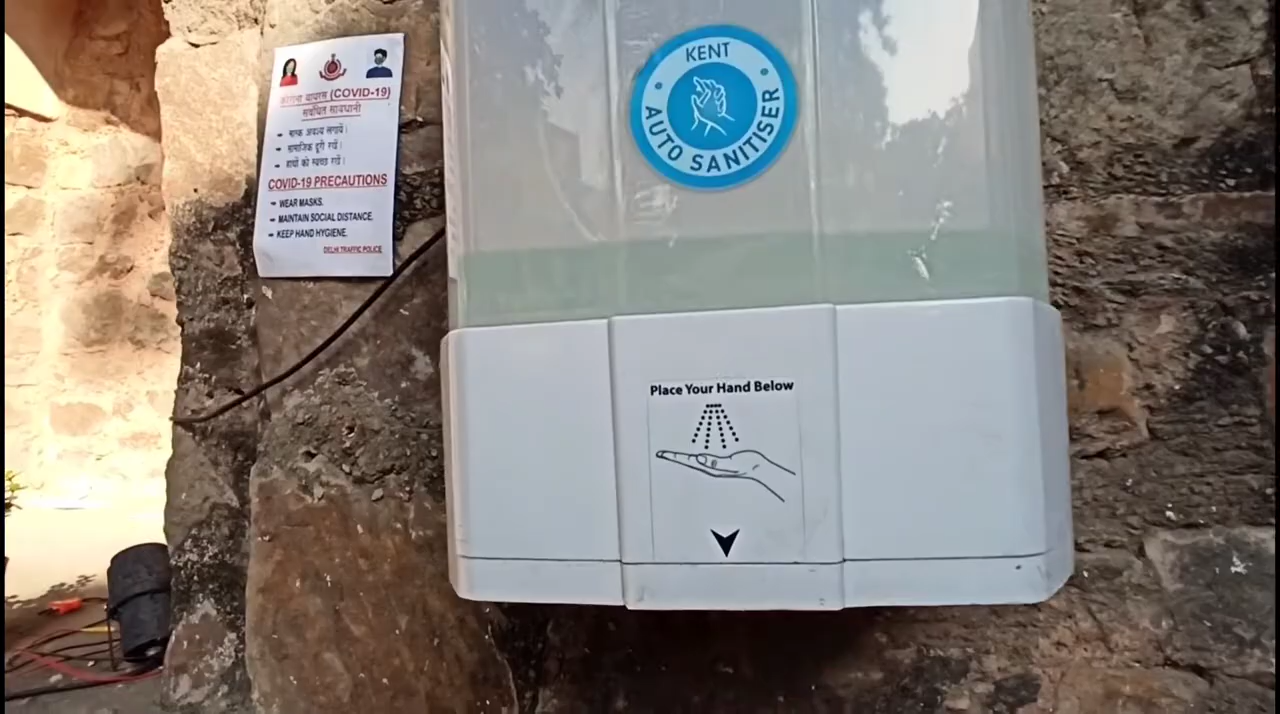 कोरोना वायरस (COVID-19)
संबंधित सावधानी
➡ मास्क अवश्य लगायें।
➡ सामाजिक दूरी रखें।
➡ हाथों को स्वच्छ रखें।
COVID-19 PRECAUTIONS
➡ WEAR MASKS.
➡ MAINTAIN SOCIAL DISTANCE.
➡ KEEP HAND HYGIENE.
DELHI TRAFFIC POLICE
KENT
AUTO SANITISER
Place Your Hand Below